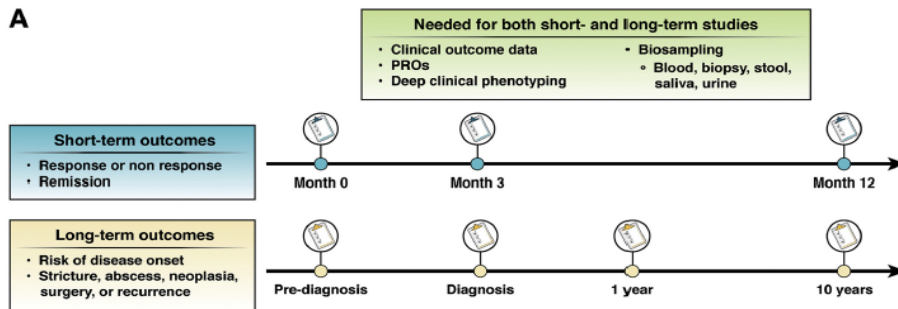 A
Needed for both short- and long-term studies
• Clinical outcome data
• PROs
• Deep clinical phenotyping
• Biosampling
o Blood, biopsy, stool,
saliva, urine
Short-term outcomes
• Response or non response
• Remission
Month 0
Month 3
Month 12
Long-term outcomes
• Risk of disease onset
• Stricture, abscess, neoplasia,
surgery, or recurrence
Pre-diagnosis
Diagnosis
1 year
10 years